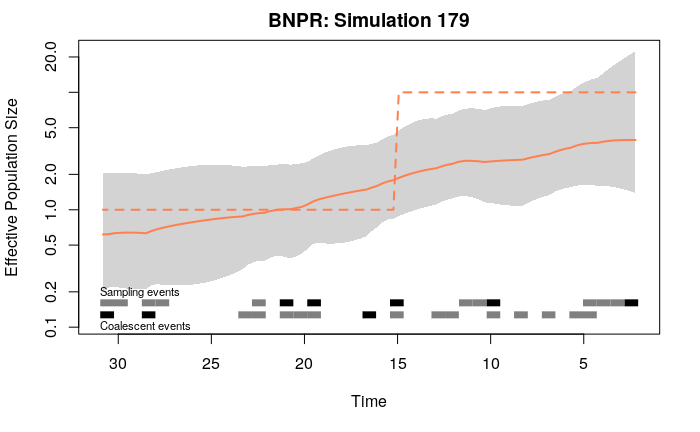 BNPR: Simulation 179
Effective Population Size
20.0
5.0
2.0
1.0
0.5
0.2
0.1
Sampling events
Coalescent events
30 25 20 15 10 5
Time